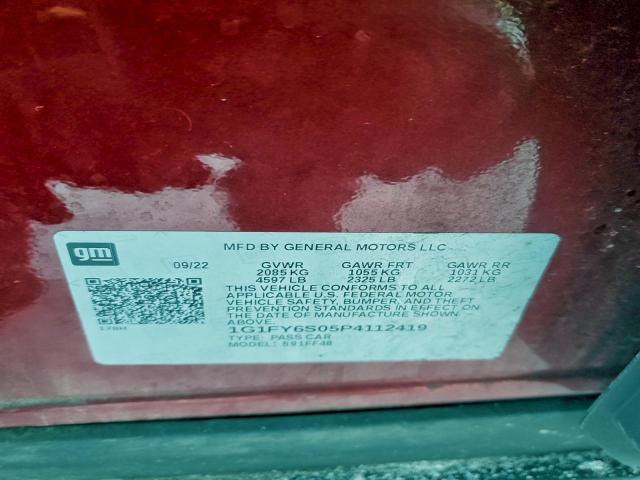 gm
MFD BY GENERAL MOTORS LLC
09/22 GVWR GAWR FRT GAWR RR
2085 KG 1055 KG 1031 KG
4597 LB 2325 LB 2272 LB
THIS VEHICLE CONFORMS TO ALL
APPLICABLE U.S. FEDERAL MOTOR
VEHICLE SAFETY, BUMPER, AND THEFT
PREVENTION STANDARDS IN EFFECT ON
THE DATE OF MANUFACTURE SHOWN
ABOVE.
1G1FY6S05P4112419
TYPE: PASS CAR
MODEL: 591FF48